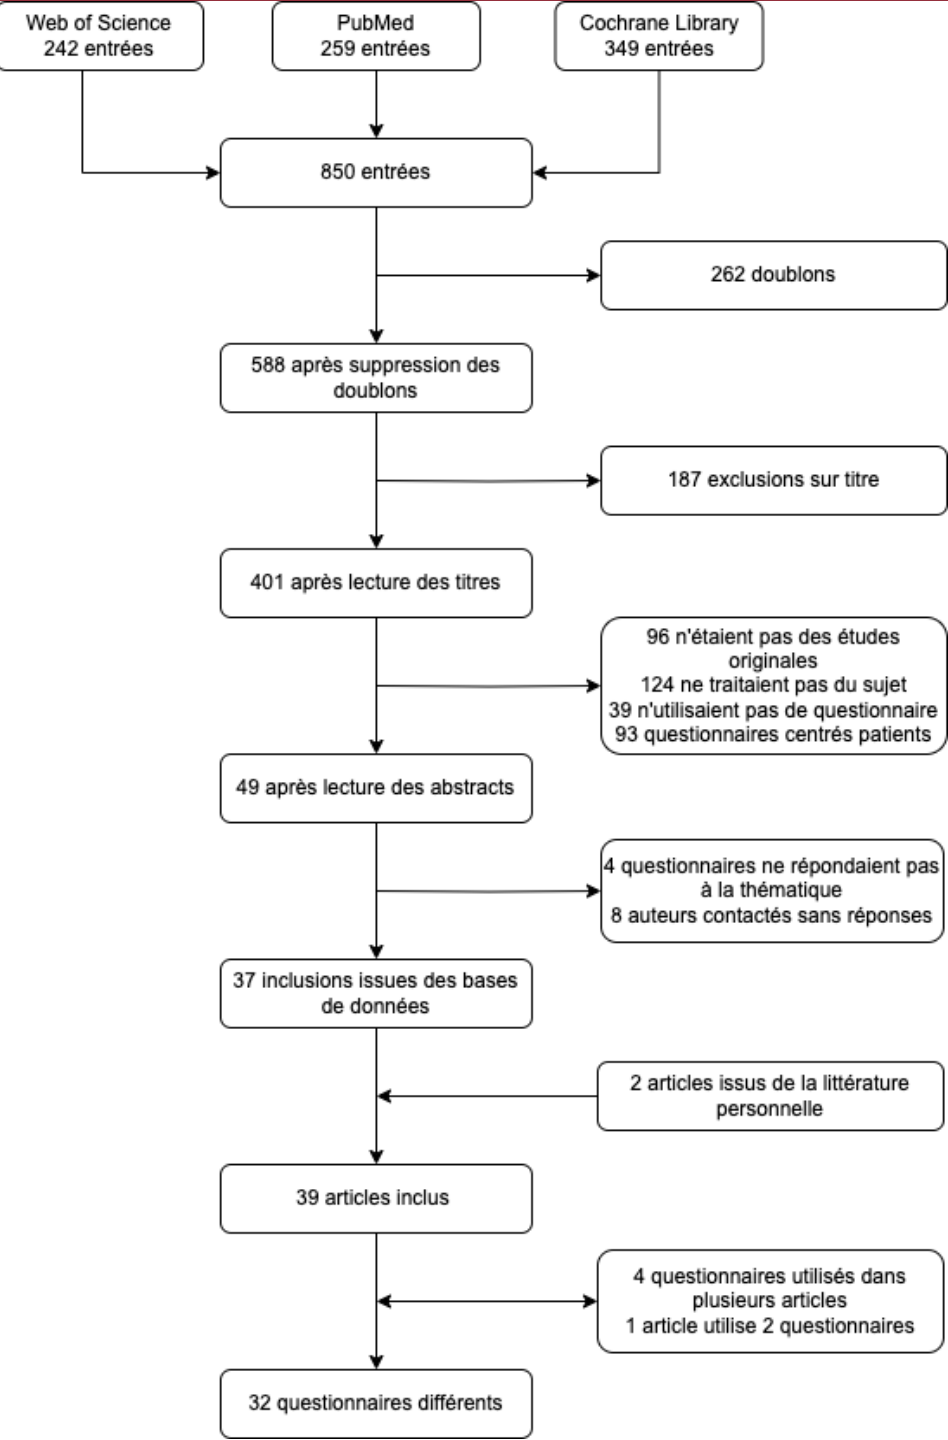 Web of Science
242 entrées
PubMed
259 entrées
Cochrane Library
349 entrées
850 entrées
262 doublons
588 après suppression des
doublons
187 exclusions sur titre
401 après lecture des titres
96 n'étaient pas des études
originales
124 ne traitaient pas du sujet
39 n'utilisaient pas de questionnaire
93 questionnaires centrés patients
49 après lecture des abstracts
4 questionnaires ne répondaient pas
à la thématique
8 auteurs contactés sans réponses
37 inclusions issues des bases
de données
2 articles issus de la littérature
personnelle
39 articles inclus
4 questionnaires utilisés dans
plusieurs articles
1 article utilise 2 questionnaires
32 questionnaires différents